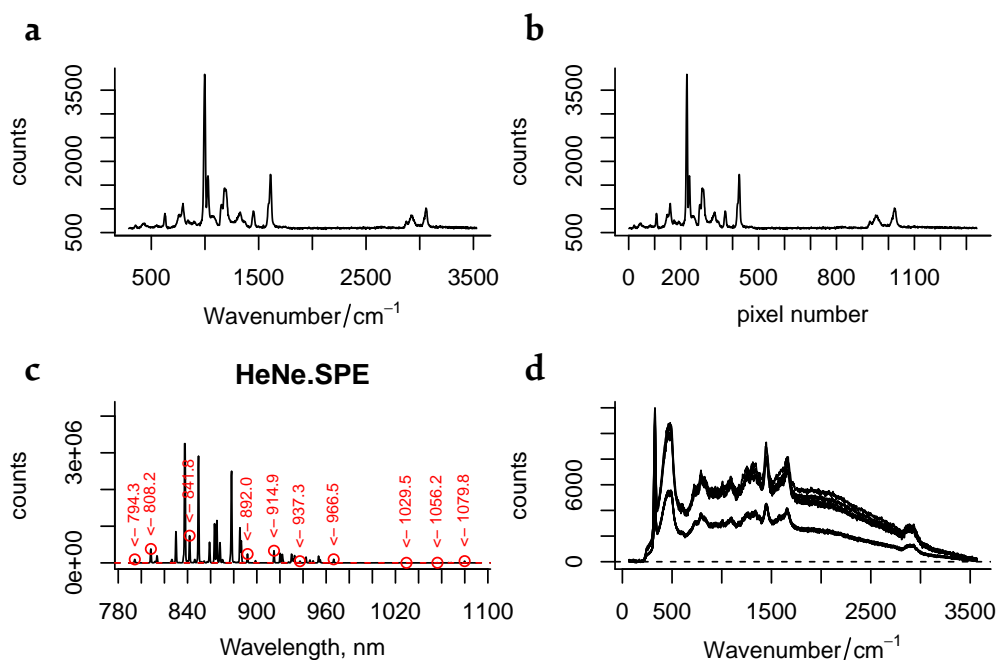 a
counts
3500
2000
500
500
1500
2500
3500
Wavenumber/cm⁻¹
b
counts
3500
2000
500
0
200
500
800
1100
pixel number
c
HeNe.SPE
counts
3e+06
0e+00
<− 794.3
<− 808.2
<− 841.8
<− 892.0
<− 914.9
<− 937.3
<− 966.5
<− 1029.5
<− 1056.2
<− 1079.8
780
840
900
960
1020
1100
Wavelength, nm
d
counts
6000
0
0
500
1500
2500
3500
Wavenumber/cm⁻¹